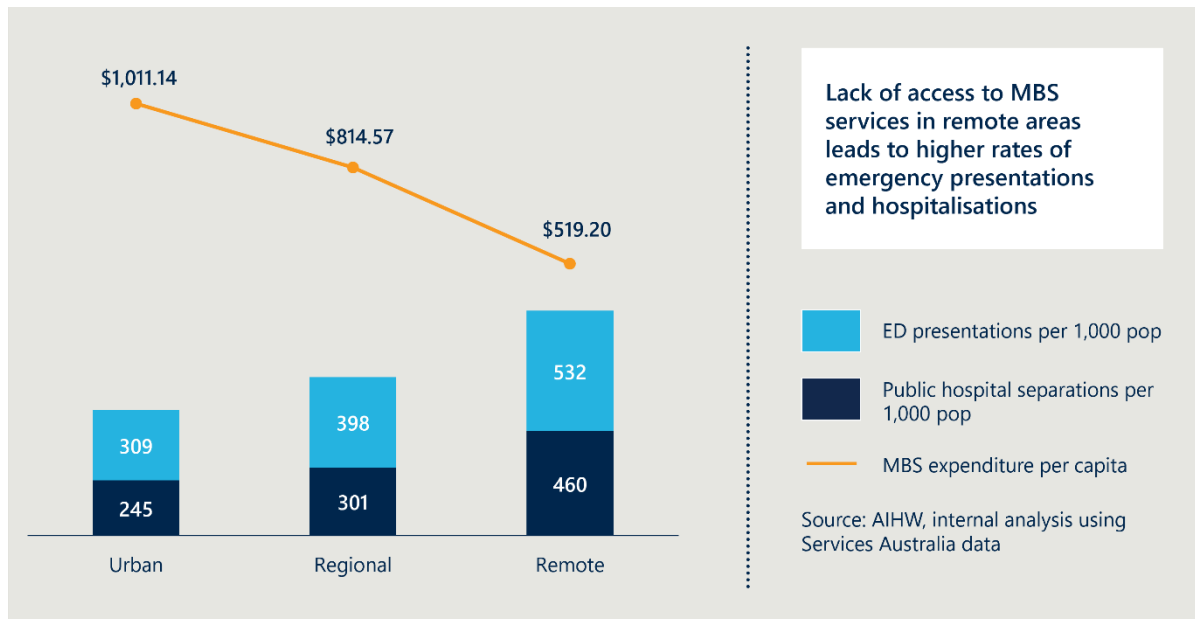 $1,011.14
$814.57
$519.20
309
245
398
301
532
460
Urban
Regional
Remote
Lack of access to MBS
services in remote areas
leads to higher rates of
emergency presentations
and hospitalisations
ED presentations per 1,000 pop
Public hospital separations per
1,000 pop
MBS expenditure per capita
Source: AIHW, internal analysis using
Services Australia data